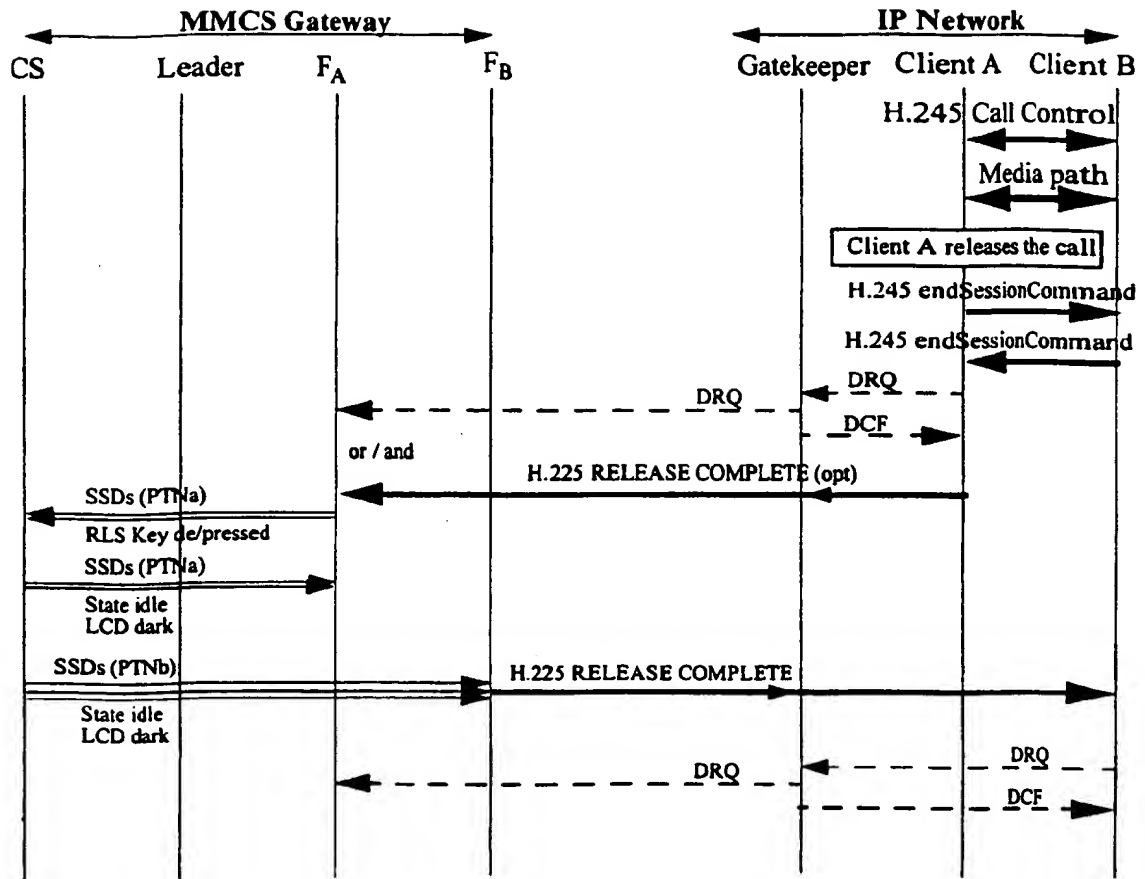 MMCS Gateway
IP Network
CS
Leader
FA
FB
Gatekeeper
Client A
Client B
H.245 Call Control
Media path
Client A releases the call
H.245 endSessionCommand
H.245 endSessionCommand
DRQ
DRQ
DCF
or / and
H.225 RELEASE COMPLETE (opt)
SSDs (PTNa)
RLS Key de/pressed
SSDs (PTNa)
State idle
LCD dark
SSDs (PTNb)
H.225 RELEASE COMPLETE
State idle
LCD dark
DRQ
DRQ
DCF